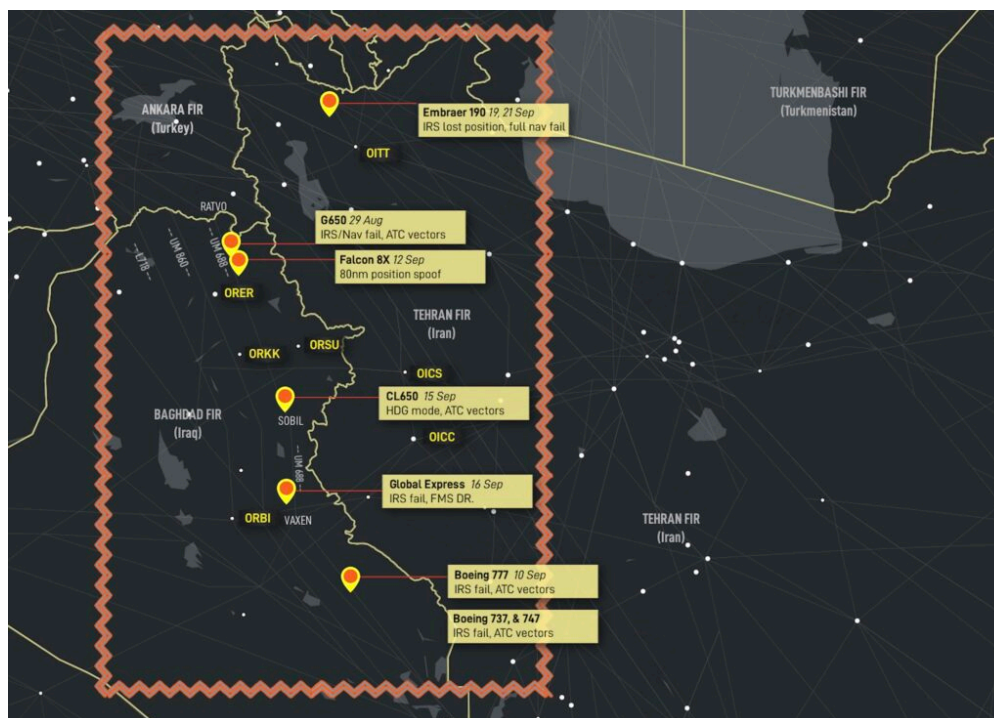 ANKARA FIR
(Turkey)
TURKMENBASHI FIR
(Turkmenistan)
Embraer 190 19, 21 Sep
IRS lost position, full nav fail
OITT
RATVO
G650 29 Aug
IRS/Nav fail, ATC vectors
-- UM 688 --
-- UM 860 ---
Falcon 8X 12 Sep
80nm position spoof
ORER
TEHRAN FIR
(Iran)
ORSU
ORKK
OICS
CL650 15 Sep
HDG mode, ATC vectors
BAGHDAD FIR
(Iraq)
SOBIL
OICC
-- UM 688 --
Global Express 16 Sep
IRS fail, FMS DR.
ORBI
VAXEN
TEHRAN FIR
(Iran)
Boeing 777 10 Sep
IRS fail, ATC vectors
Boeing 737, & 747
IRS fail, ATC vectors